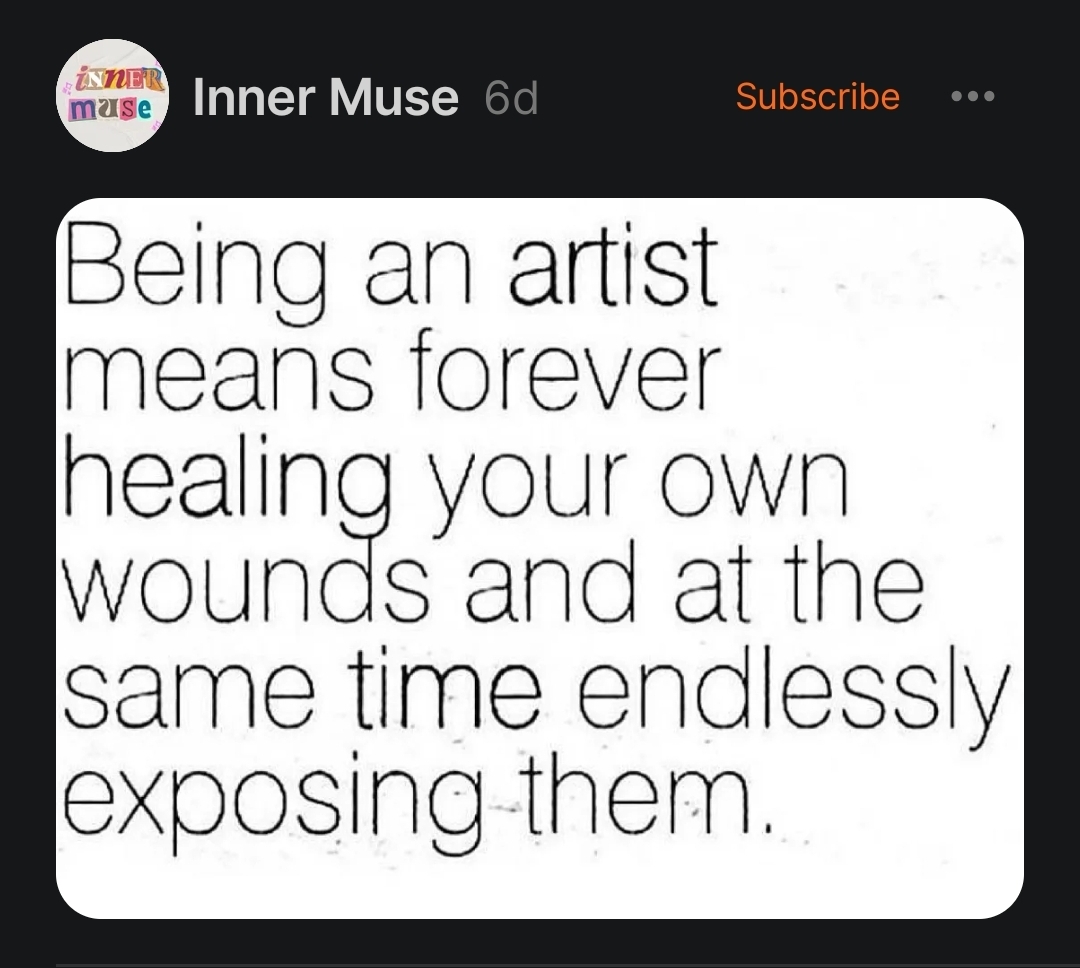 inner
muse
Inner Muse 6d Subscribe
Being an artist
means forever
healing your own
wounds and at the
same time endlessly
exposing them.